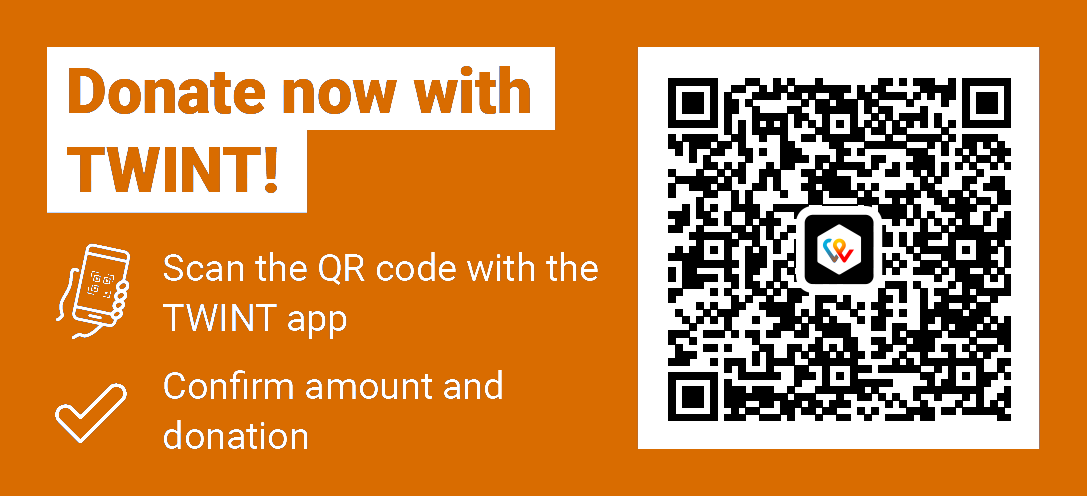 Donate now with
TWINT!
Scan the QR code with the
TWINT app
Confirm amount and
donation